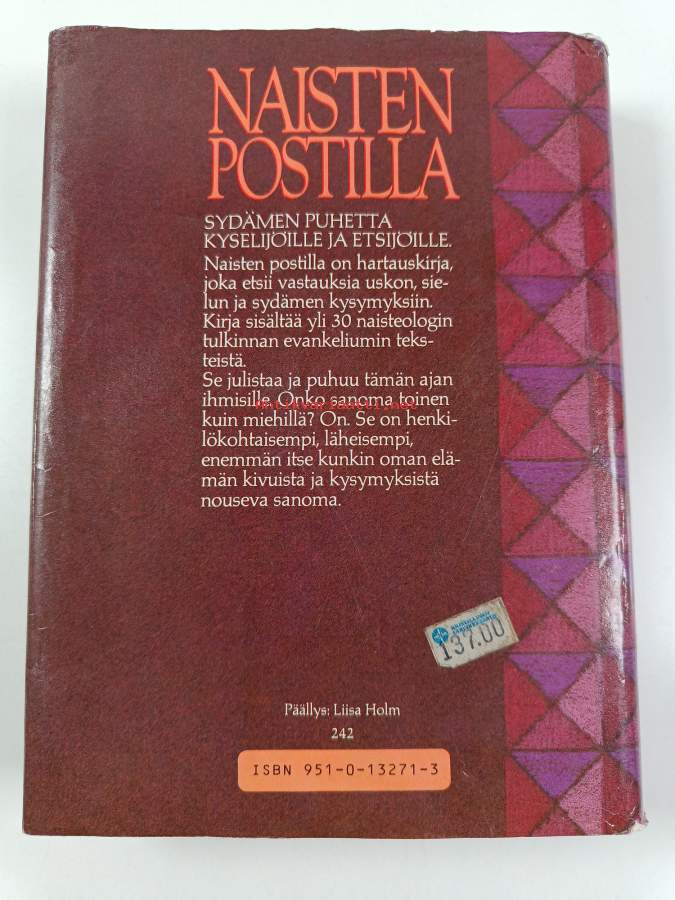 NAISTEN
POSTILLA
SYDÄMEN PUHETTA
KYSELIJÖILLE JA ETSIJÖILLE.
Naisten postilla on hartauskirja,
joka etsii vastauksia uskon, sie-
lun ja sydämen kysymyksiin.
Kirja sisältää yli 30 naisteologin
tulkinnan evankeliumin teks-
teistä.
Se julistaa ja puhuu tämän ajan
ihmisille. Onko sanoma toinen
kuin miehillä? On. Se on henki-
lökohtaisempi, läheisempi,
enemmän itse kunkin oman elä-
män kivuista ja kysymyksistä
nouseva sanoma.
137.00
Päällys: Liisa Holm
242
ISBN 951-0-13271-3